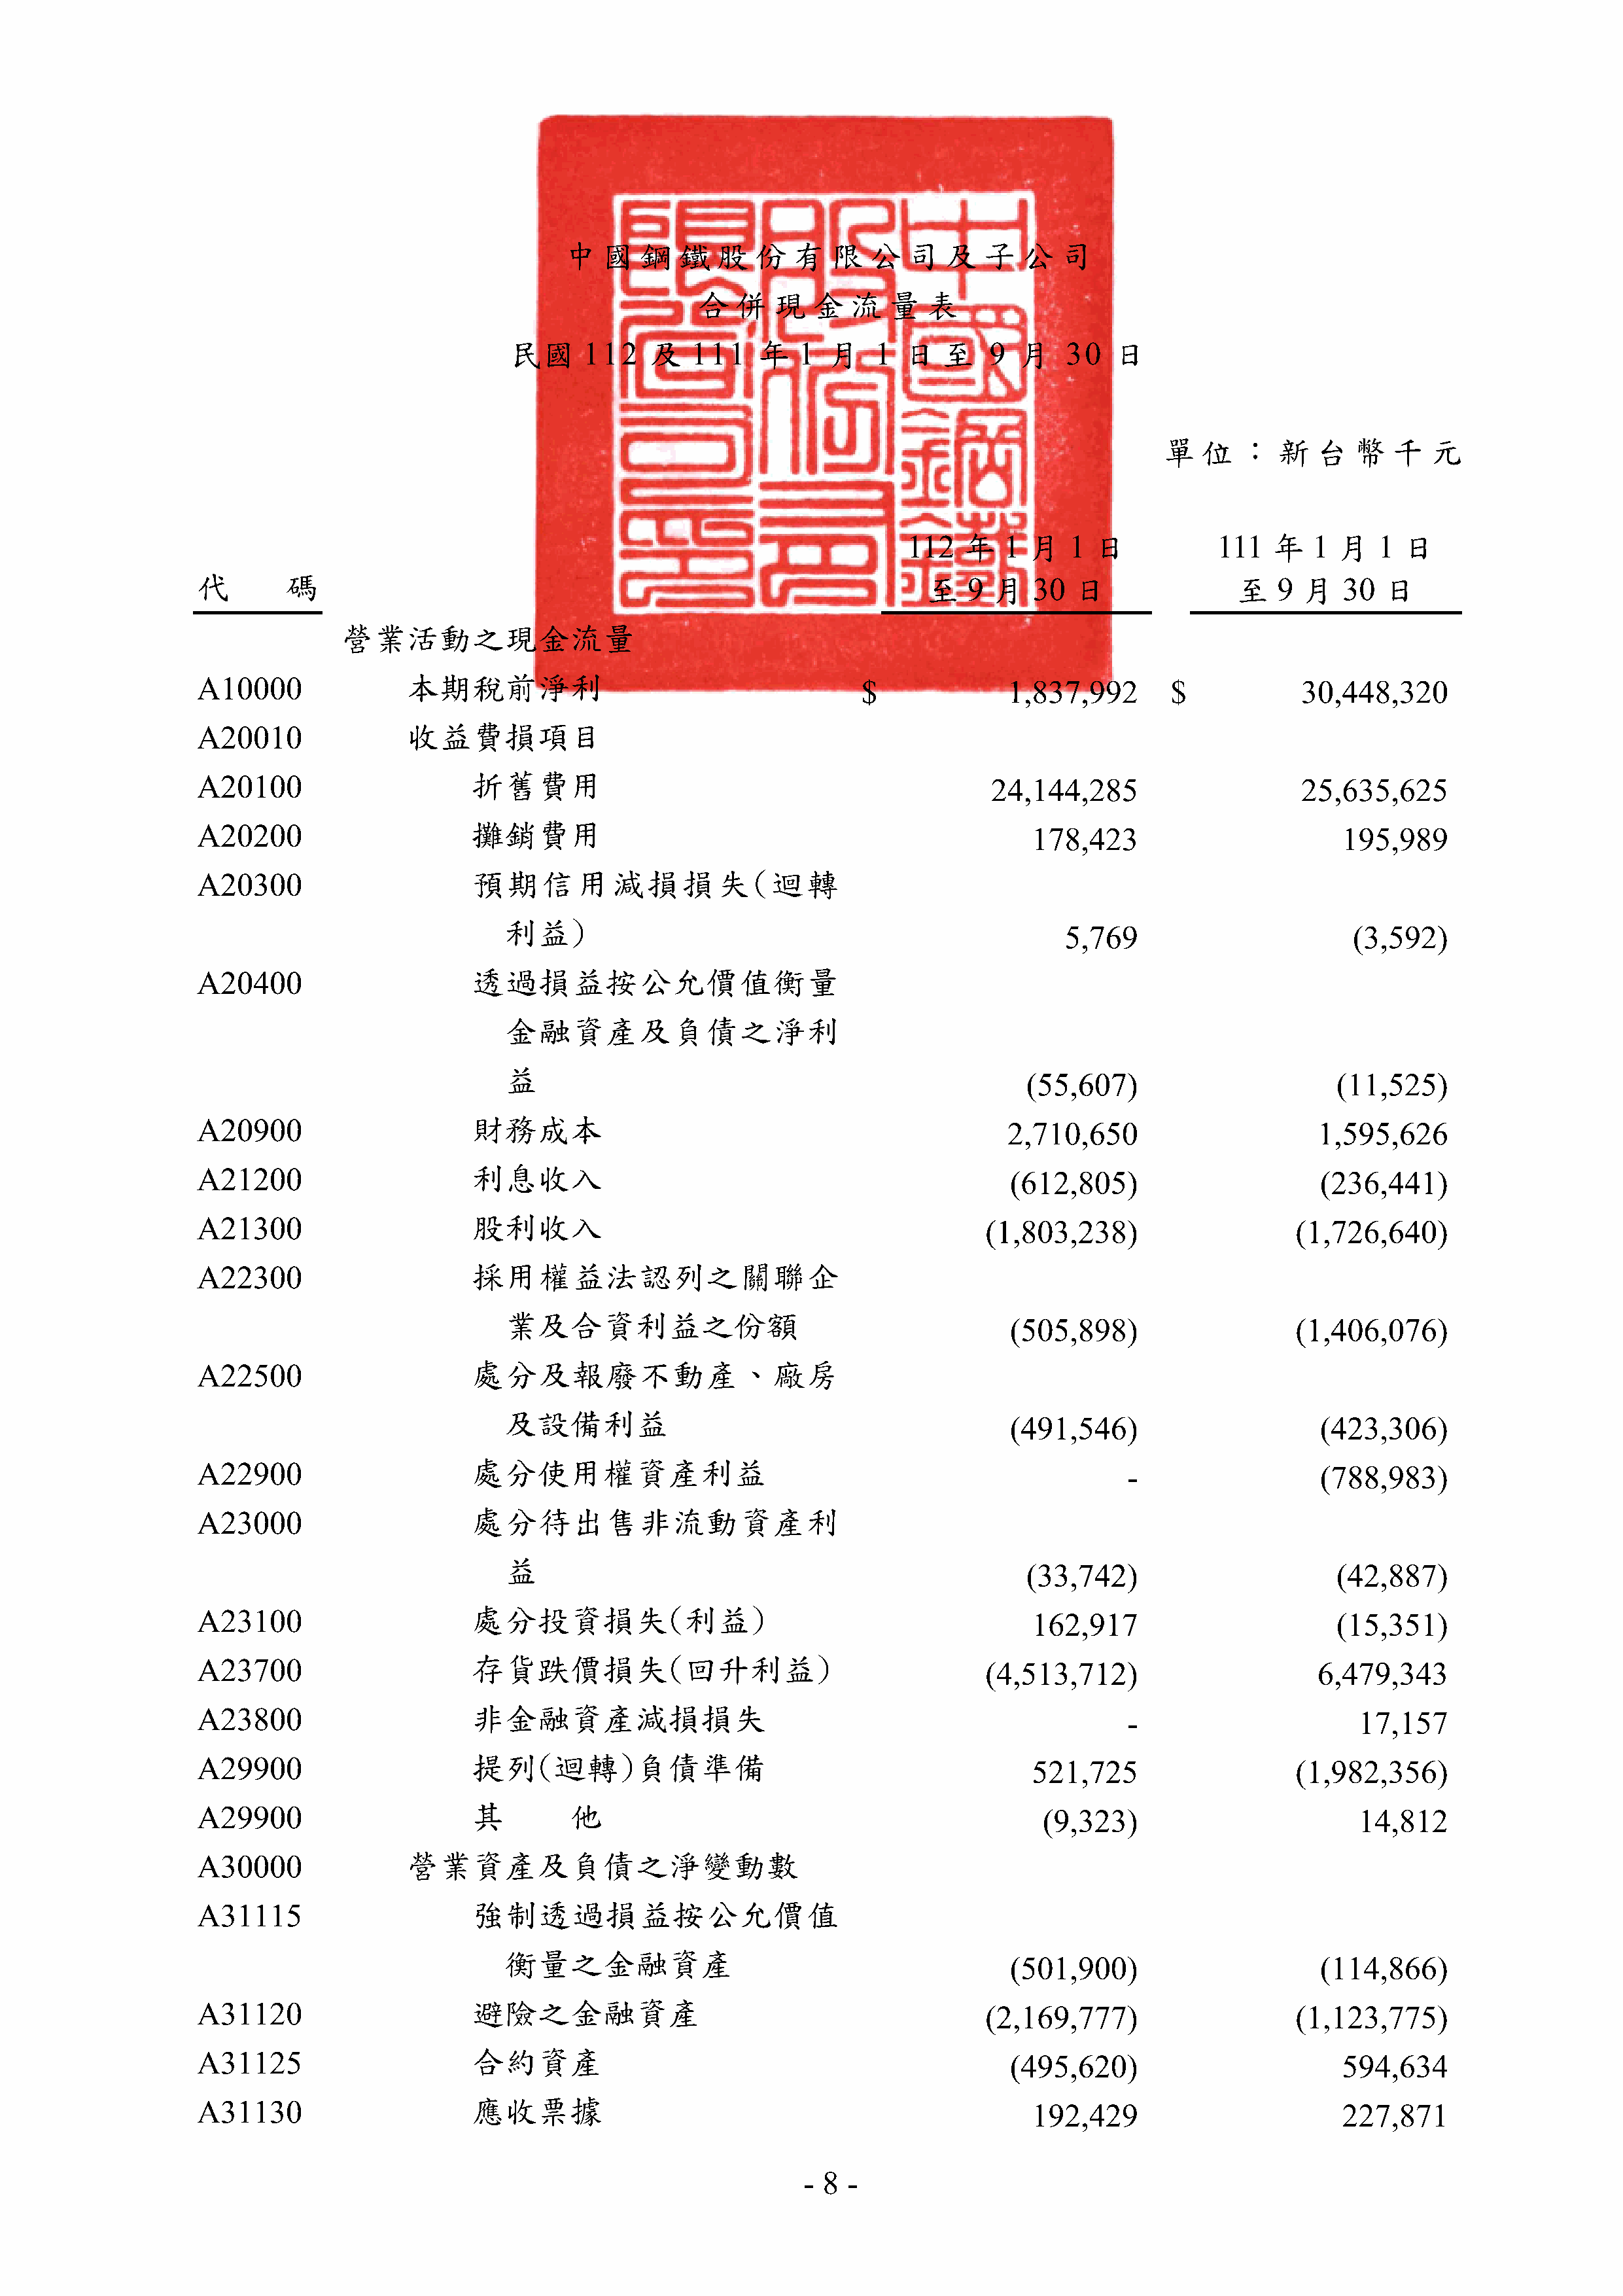 中國鋼鐵股份有限公司及子公司
合併現金流量表
民國 112 及 111 年 1 月 1 日至 9 月 30 日
單位：新台幣千元
112 年 1 月 1 日 111 年 1 月 1 日
代 碼 至 9 月 30 日 至 9 月 30 日
營業活動之現金流量
A10000 本期稅前淨利 $ 1,837,992 $ 30,448,320
A20010 收益費損項目
A20100 折舊費用 24,144,285 25,635,625
A20200 攤銷費用 178,423 195,989
A20300 預期信用減損損失(迴轉
利益) 5,769 (3,592)
A20400 透過損益按公允價值衡量
金融資產及負債之淨利
益 (55,607) (11,525)
A20900 財務成本 2,710,650 1,595,626
A21200 利息收入 (612,805) (236,441)
A21300 股利收入 (1,803,238) (1,726,640)
A22300 採用權益法認列之關聯企
業及合資利益之份額 (505,898) (1,406,076)
A22500 處分及報廢不動產、廠房
及設備利益 (491,546) (423,306)
A22900 處分使用權資產利益 - (788,983)
A23000 處分待出售非流動資產利
益 (33,742) (42,887)
A23100 處分投資損失(利益) 162,917 (15,351)
A23700 存貨跌價損失(回升利益) (4,513,712) 6,479,343
A23800 非金融資產減損損失 - 17,157
A29900 提列(迴轉)負債準備 521,725 (1,982,356)
A29900 其 他 (9,323) 14,812
A30000 營業資產及負債之淨變動數
A31115 強制透過損益按公允價值
衡量之金融資產 (501,900) (114,866)
A31120 避險之金融資產 (2,169,777) (1,123,775)
A31125 合約資產 (495,620) 594,634
A31130 應收票據 192,429 227,871
- 8 -